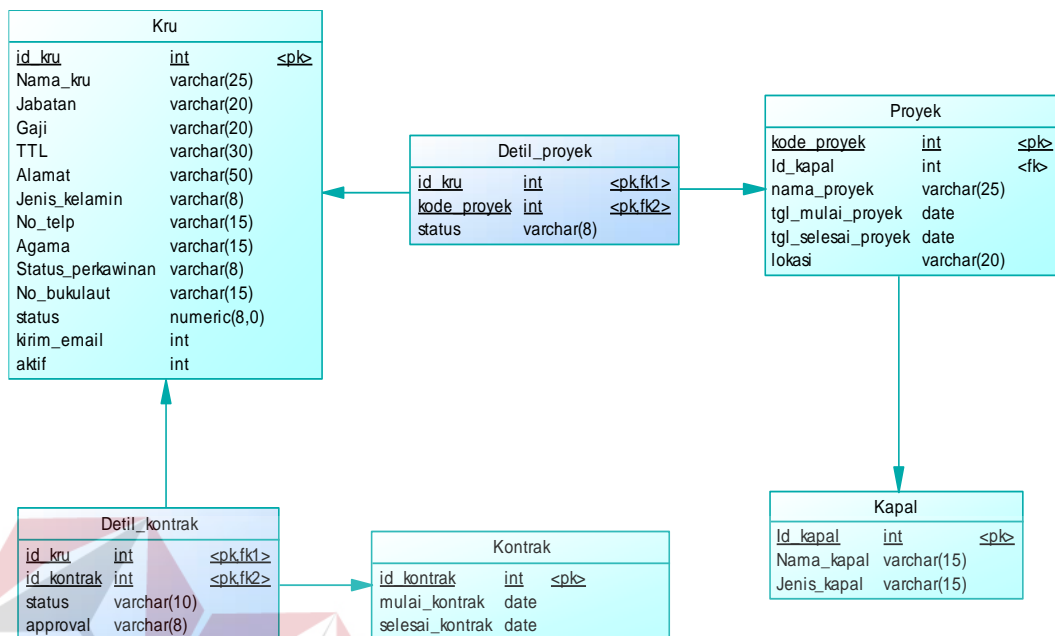 Kru
id_kru int <pk>
Nama_kru varchar(25)
Jabatan varchar(20)
Gaji varchar(20)
TTL varchar(30)
Alamat varchar(50)
Jenis_kelamin varchar(8)
No_telp varchar(15)
Agama varchar(15)
Status_perkawinan varchar(8)
No_bukulaut varchar(15)
status numeric(8,0)
kirim_email int
aktif int
Detil_proyek
id_kru int <pk,fk1>
kode_proyek int <pk,fk2>
status varchar(8)
Proyek
kode_proyek int <pk>
Id_kapal int <fk>
nama_proyek varchar(25)
tgl_mulai_proyek date
tgl_selesai_proyek date
lokasi varchar(20)
Detil_kontrak
id_kru int <pk,fk1>
id_kontrak int <pk,fk2>
status varchar(10)
approval varchar(8)
Kontrak
id_kontrak int <pk>
mulai_kontrak date
selesai_kontrak date
Kapal
Id_kapal int <pk>
Nama_kapal varchar(15)
Jenis_kapal varchar(15)